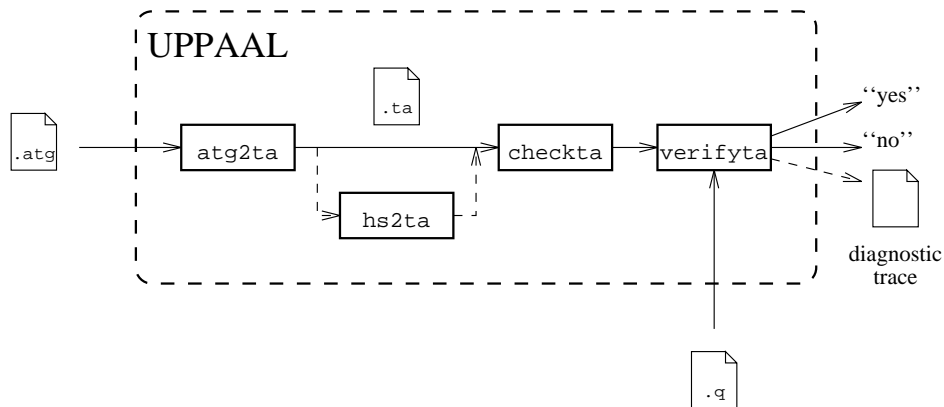 UPPAAL
.ta
‘‘yes’’
.atg
atg2ta
checkta
verifyta
‘‘no’’
hs2ta
diagnostic
trace
.q